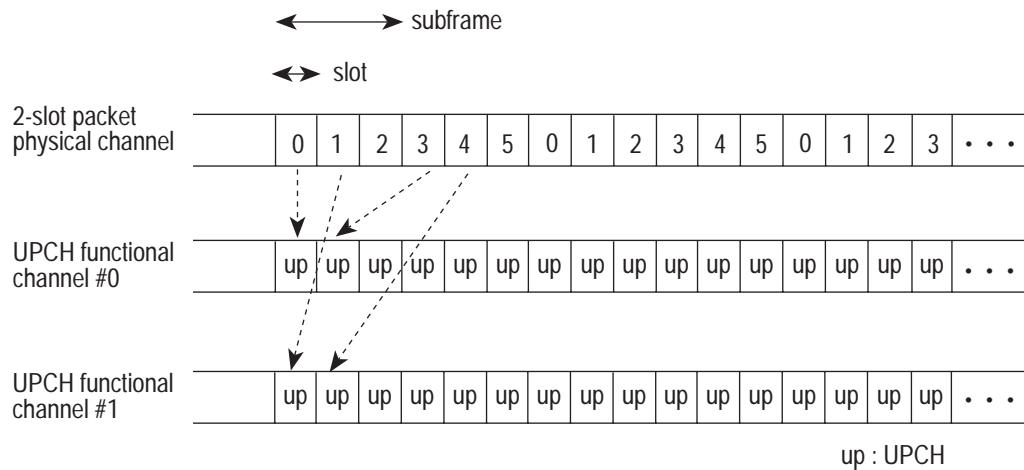 subframe
slot
2-slot packet
physical channel
0 1 2 3 4 5 0 1 2 3 4 5 0 1 2 3 • • •
UPCH functional
channel #0
up up up up up up up up up up up up up up up up • • •
UPCH functional
channel #1
up up up up up up up up up up up up up up up up • • •
up : UPCH